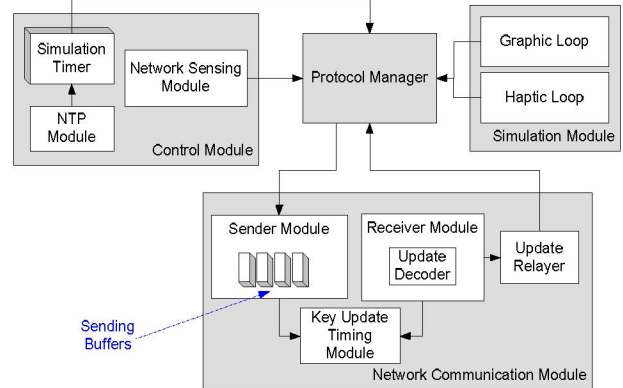 Simulation
Timer
NTP
Module
Network Sensing
Module
Control Module
Protocol
Manager
Graphic Loop
Haptic Loop
Simulation Module
Sender Module
Receiver Module
Update
Decoder
Update
Relayer
Key Update
Timing
Module
Sending
Buffers
Network Communication Module